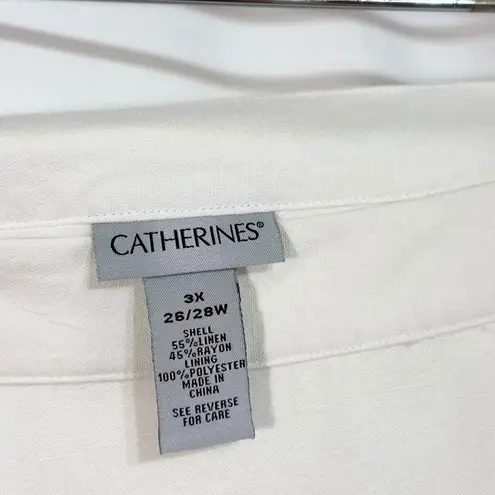 CATHERINES®
3X
26/28W
SHELL
55%LINEN
45%RAYON
LINING
100%POLYESTER
MADE IN
CHINA
SEE REVERSE
FOR CARE